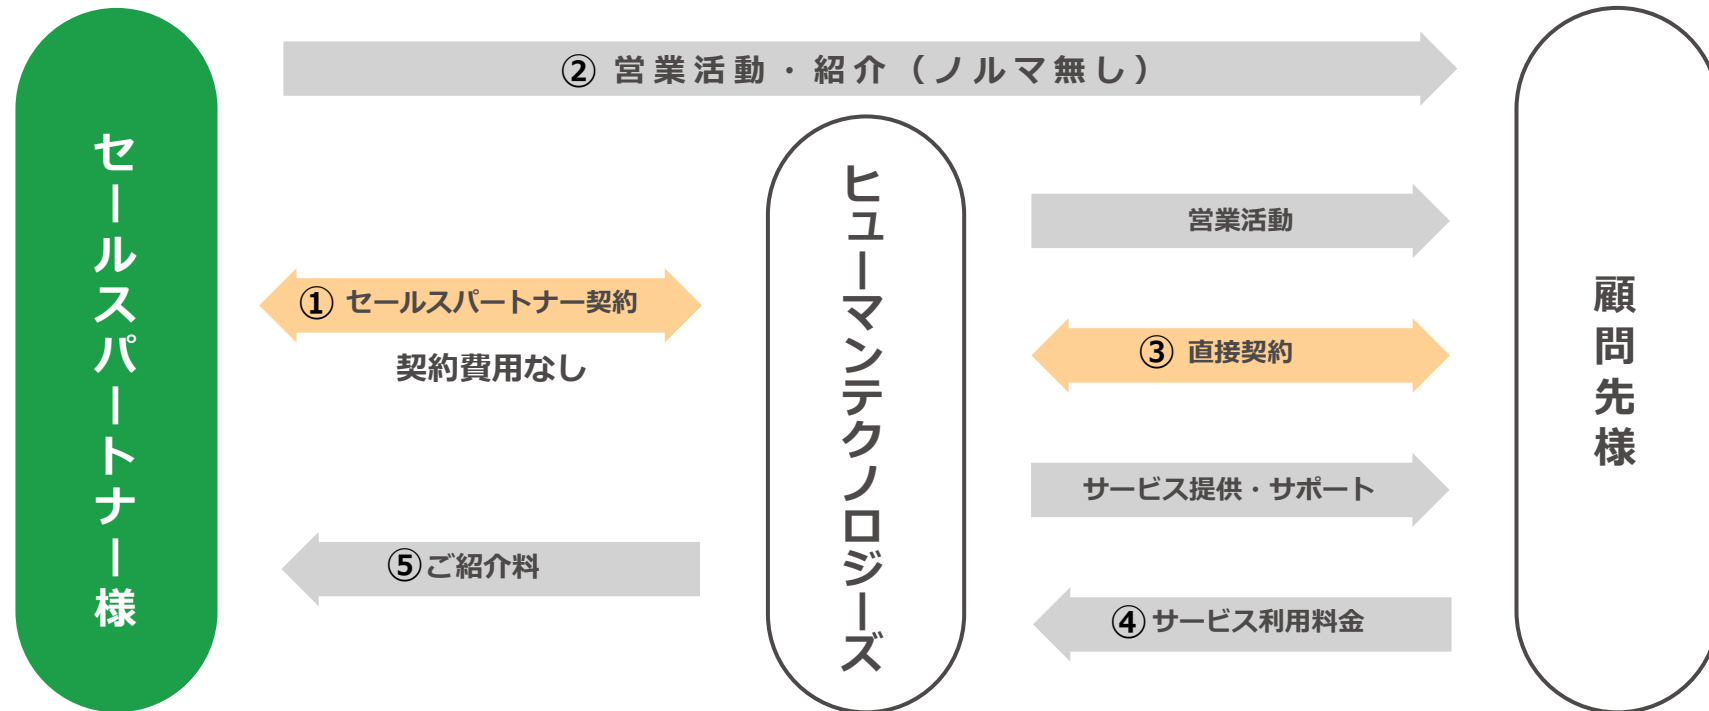 ② 営業活動・紹介（ノルマ無し）
セールスパートナー様
① セールスパートナー契約
契約費用なし
⑤ ご紹介料
ヒューマンテクノロジーズ
営業活動
③ 直接契約
サービス提供・サポート
④ サービス利用料金
顧問先様